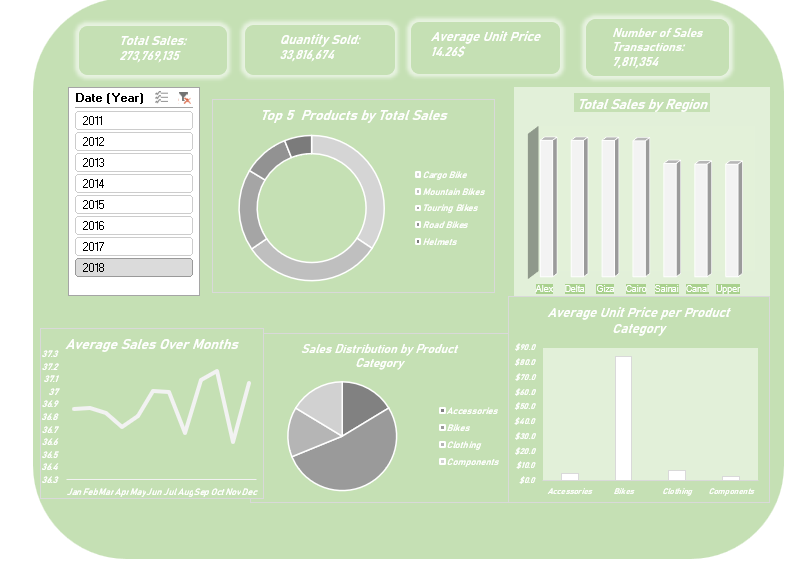 Total Sales:
273,769,135
Quantity Sold:
33,816,674
Average Unit Price
14.26$
Number of Sales
Transactions:
7,811,354
Date (Year)
2011
2012
2013
2014
2015
2016
2017
2018
Top 5 Products by Total Sales
Cargo Bike
Mountain Bikes
Touring Bikes
Road Bikes
Helmets
Total Sales by Region
Alex Delta Giza Cairo Sainai Canal Upper
Average Sales Over Months
37.3
37.2
37.1
37
36.9
36.8
36.7
36.6
36.5
36.4
36.3
Jan Feb Mar Apr May Jun Jul Aug Sep Oct Nov Dec
Sales Distribution by Product
Category
Accessories
Bikes
Clothing
Components
Average Unit Price per Product
Category
$90.0
$80.0
$70.0
$60.0
$50.0
$40.0
$30.0
$20.0
$10.0
$0.0
Accessories Bikes Clothing Components